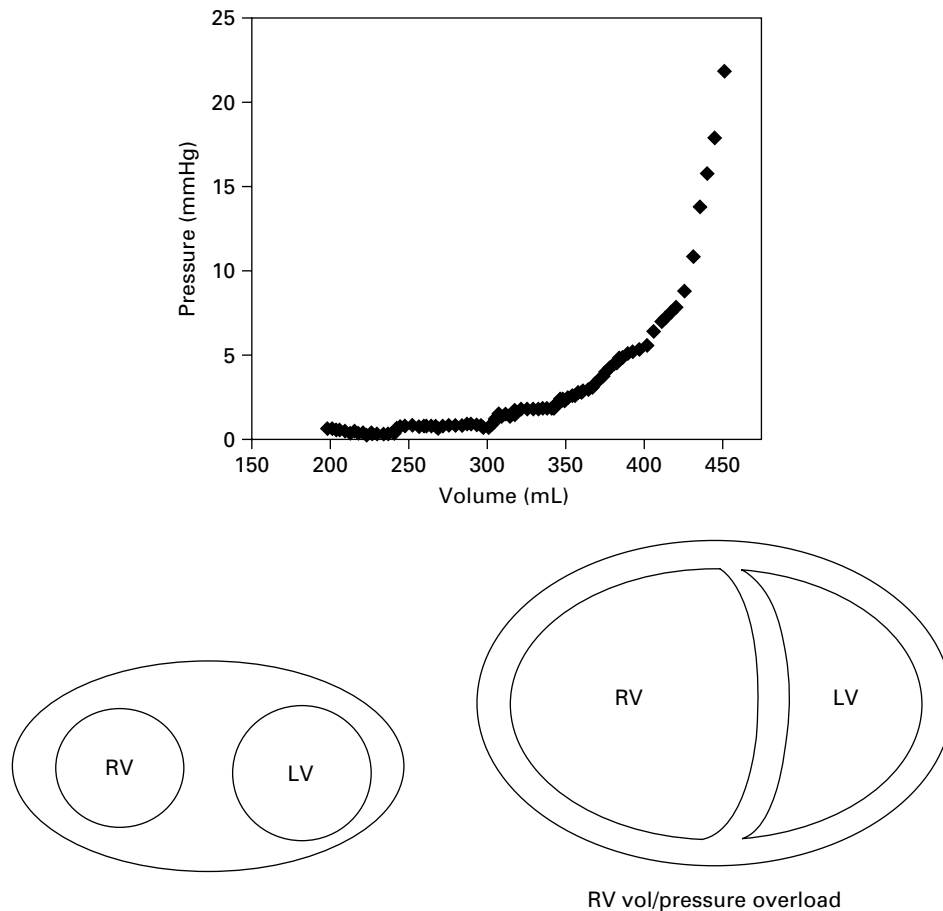 25
20
15
10
5
0
Pressure (mmHg)
150 200 250 300 350 400 450
Volume (mL)
RV LV
RV LV
RV vol/pressure overload